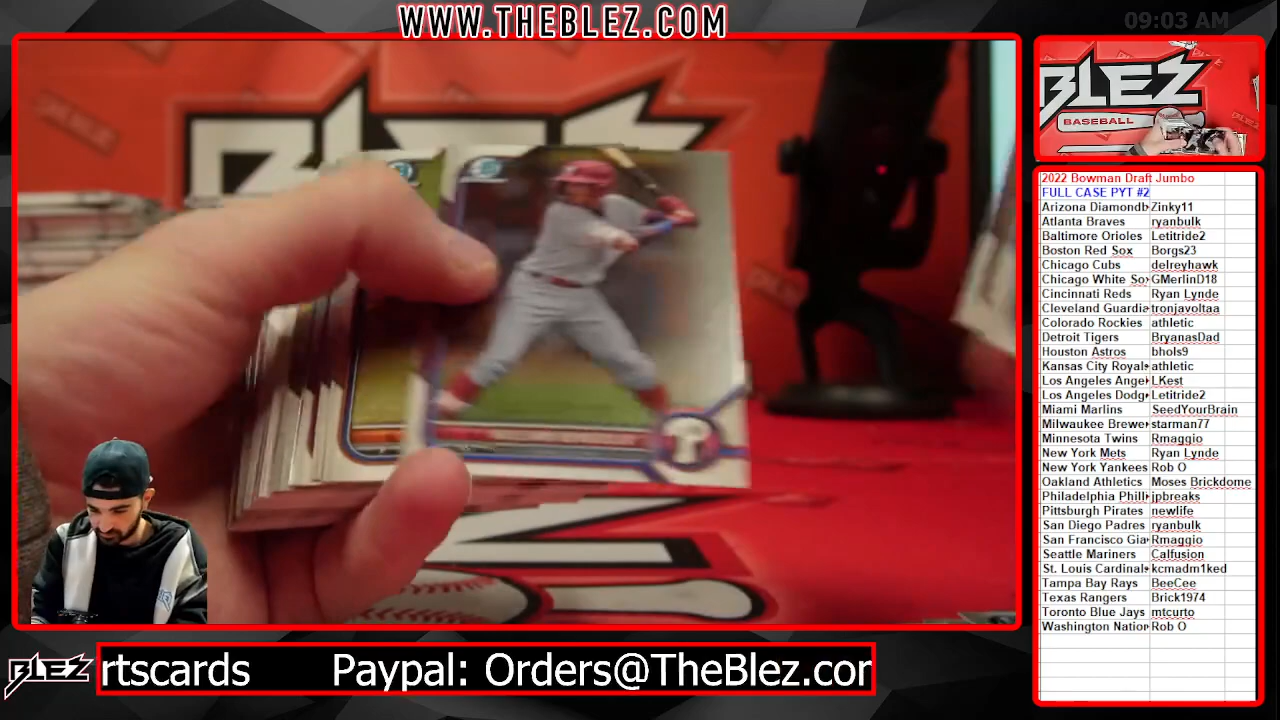 WWW.THEBLEZ.COM
09:03 AM
BLEZ
BLEZ
BASEBALL
2022 Bowman Draft Jumbo
FULL CASE PYT #2
Arizona Diamondb Zinky11
Atlanta Braves ryanbulk
Baltimore Orioles Letitride2
Boston Red Sox Borgs23
Chicago Cubs delreyhawk
Chicago White So GMerlinD18
Cincinnati Reds Ryan Lynde
Cleveland Guardia tronjavoltaa
Colorado Rockies athletic
Detroit Tigers BryanasDad
Houston Astros bhols9
Kansas City Royal athletic
Los Angeles Ange LKest
Los Angeles Dodg Letitride2
Miami Marlins SeedYourBrain
Milwaukee Brewe starman77
Minnesota Twins Rmaggio
New York Mets Ryan Lynde
New York Yankees Rob O
Oakland Athletics Moses Brickdome
Philadelphia Philli jpbreaks
Pittsburgh Pirates newlife
San Diego Padres ryanbulk
San Francisco Gia Rmaggio
Seattle Mariners Calfusion
St. Louis Cardinal kcmadm1ked
Tampa Bay Rays BeeCee
Texas Rangers Brick1974
Toronto Blue Jays mtcurto
Washington Nation Rob O
BLEZ
rtscards Paypal: Orders@TheBlez.com